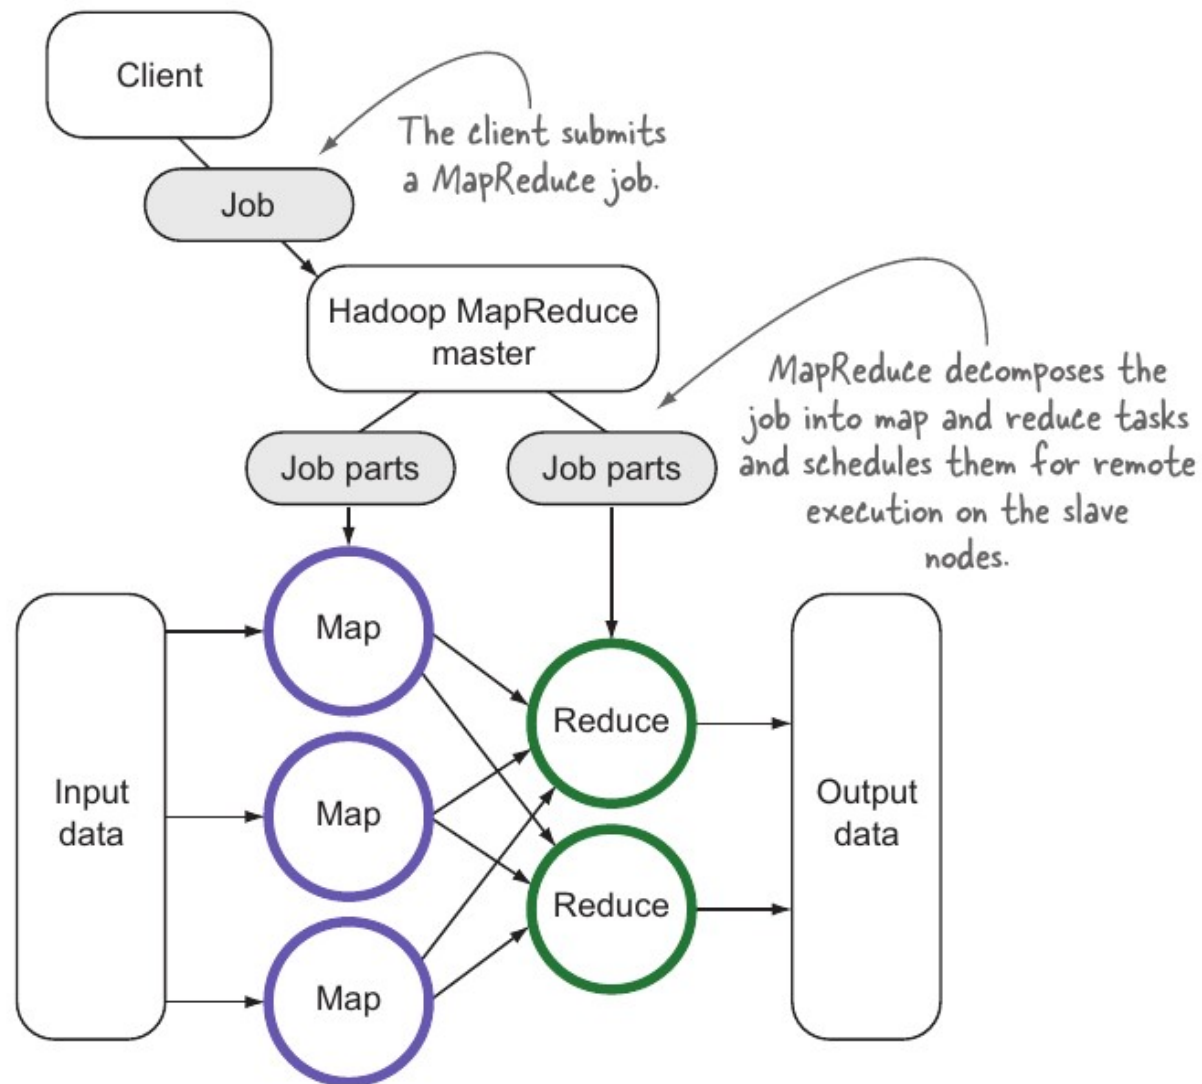 Client
The client submits
a MapReduce job.
Job
Hadoop MapReduce
master
MapReduce decomposes the
job into map and reduce tasks
and schedules them for remote
execution on the slave
nodes.
Job parts
Job parts
Map
Reduce
Input
data
Map
Output
data
Reduce
Map